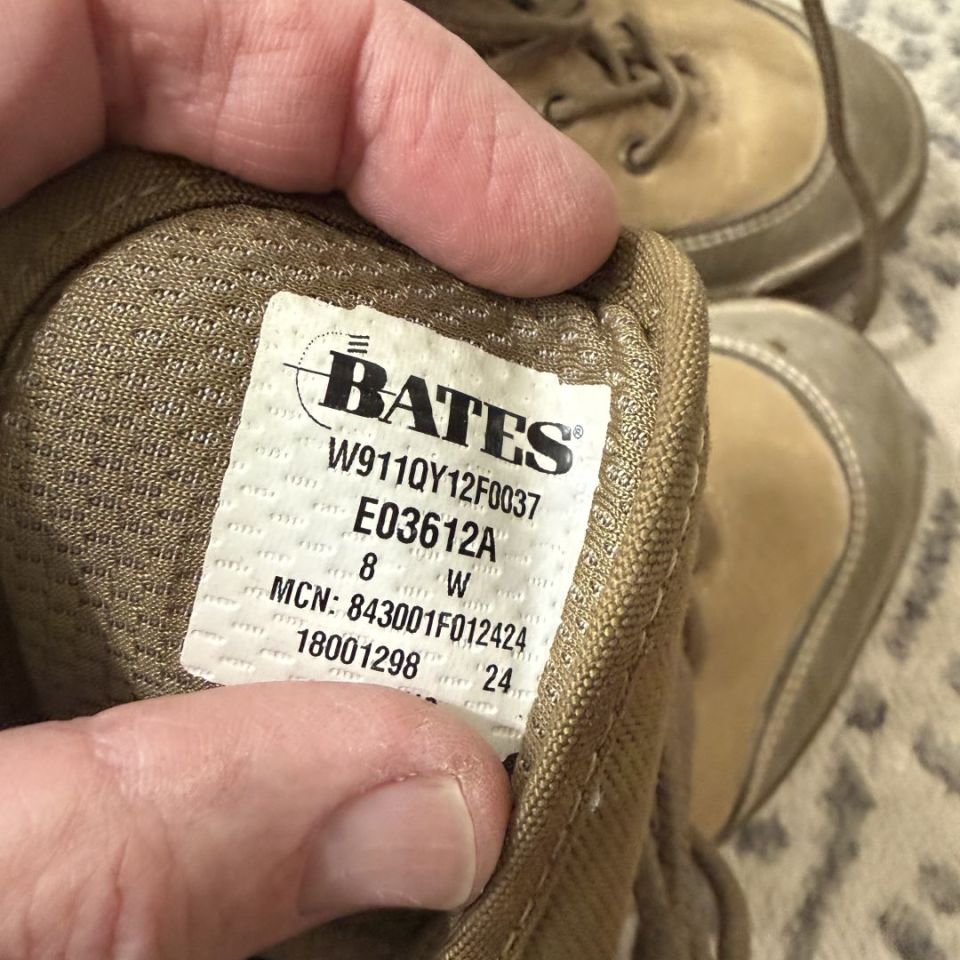 BATES®
W911QY12F0037
E03612A
8 W
MCN: 843001F012424
18001298 24